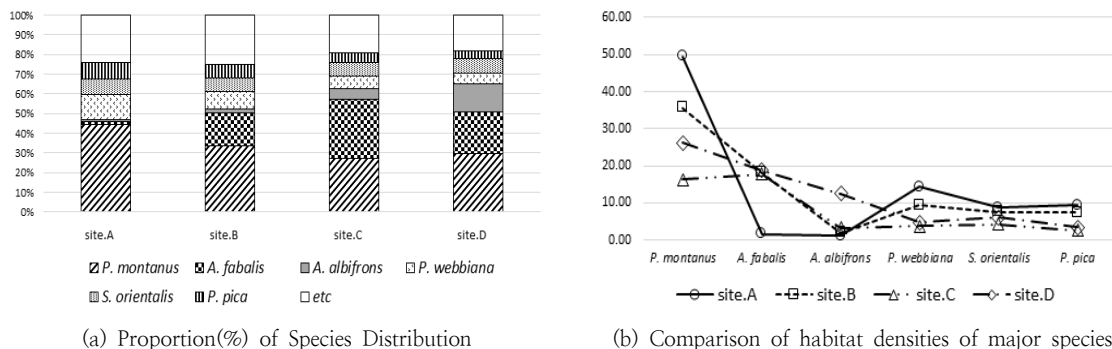 100%
90%
80%
70%
60%
50%
40%
30%
20%
10%
0%
site.A site.B site.C site.D
P. montanus A. fabalis A. albifrons P. webbiana
S. orientalis P. pica etc
(a) Proportion(%) of Species Distribution
60.00
50.00
40.00
30.00
20.00
10.00
0.00
P. montanus A. fabalis A. albifrons P. webbiana S. orientalis P. pica
site.A site.B site.C site.D
(b) Comparison of habitat densities of major species